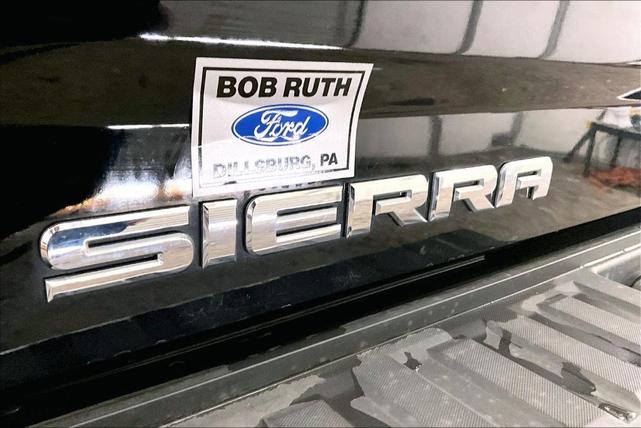 BOB RUTH
Ford
DILLSBURG, PA
SIERRA